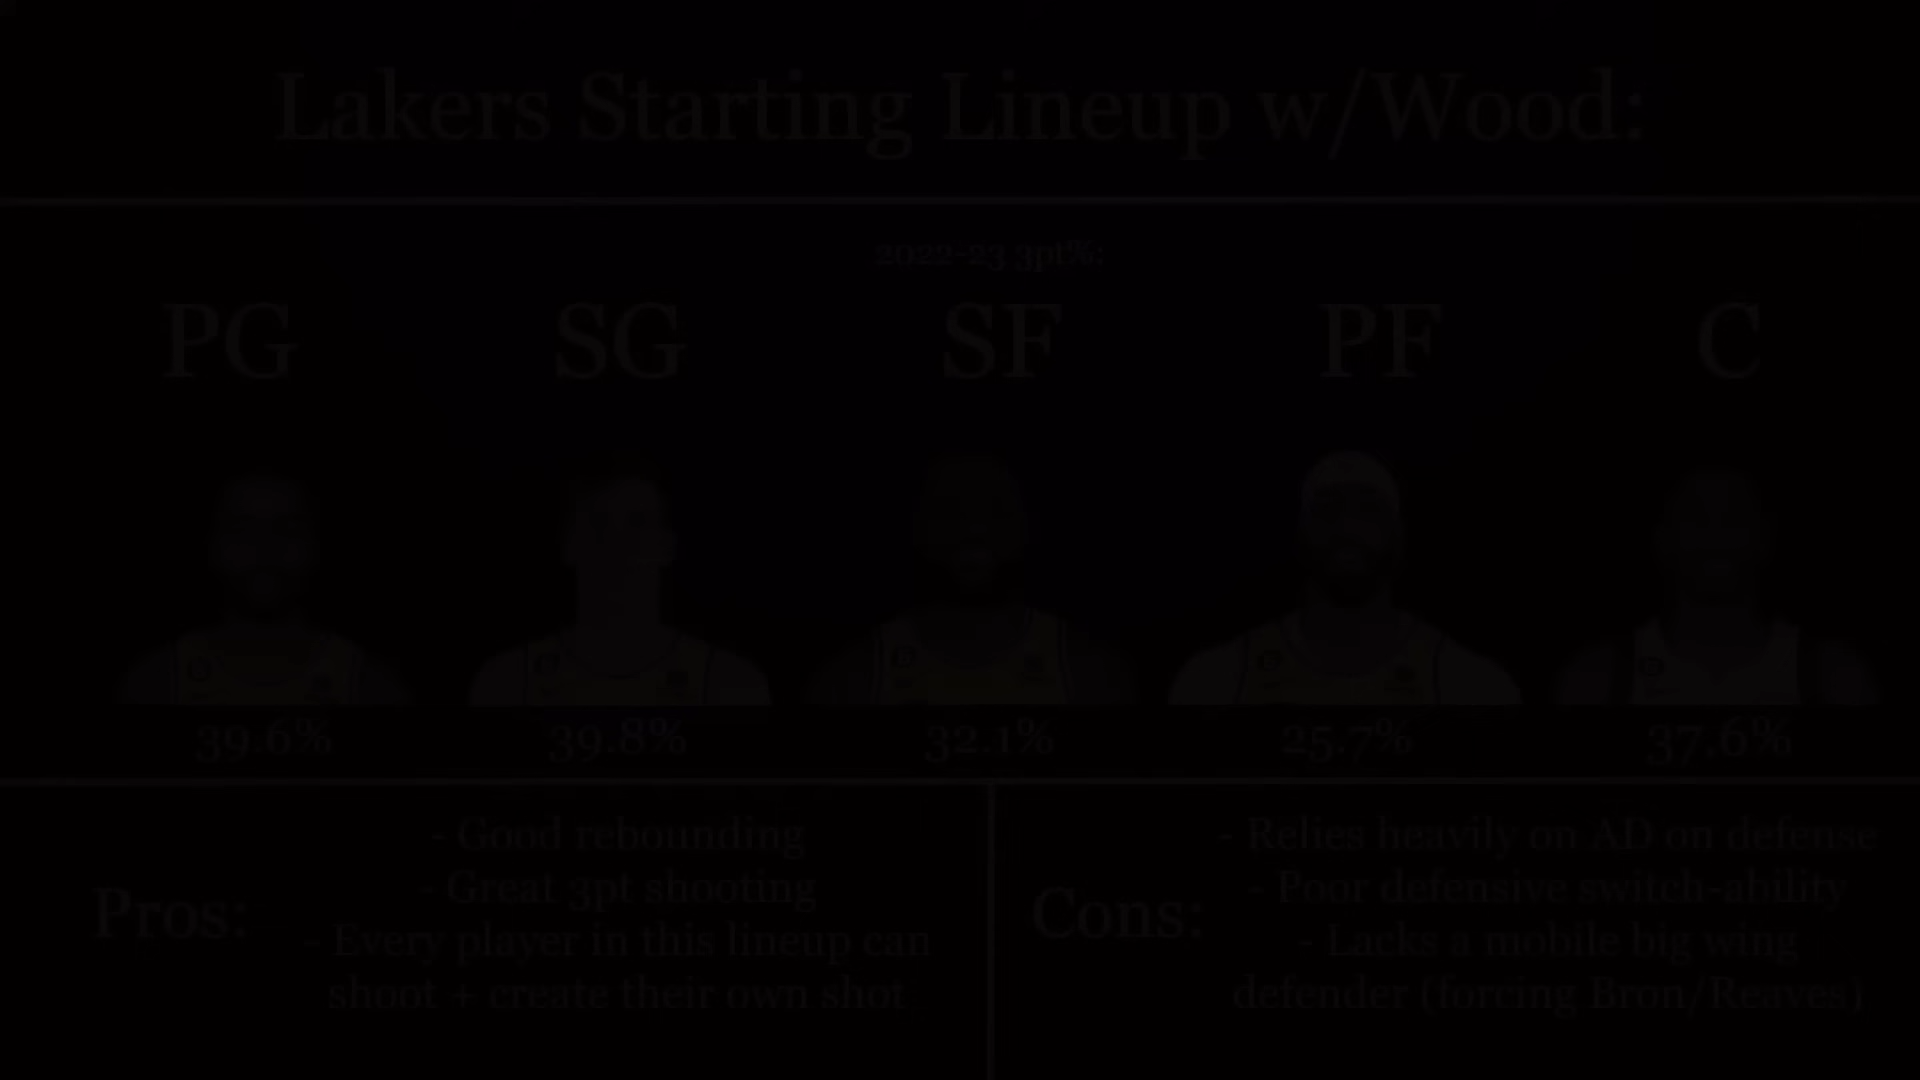 Lakers Starting Lineup w/Wood:
2022-23 3pt%:
PG SG SF PF C
39.6% 39.8% 32.1% 25.7% 37.6%
Pros:
- Good rebounding
- Great 3pt shooting
- Every player in this lineup can
shoot + create their own shot
Cons:
- Relies heavily on AD on defense
- Poor defensive switch-ability
- Lacks a mobile big wing
defender (forcing Bron/Reaves)